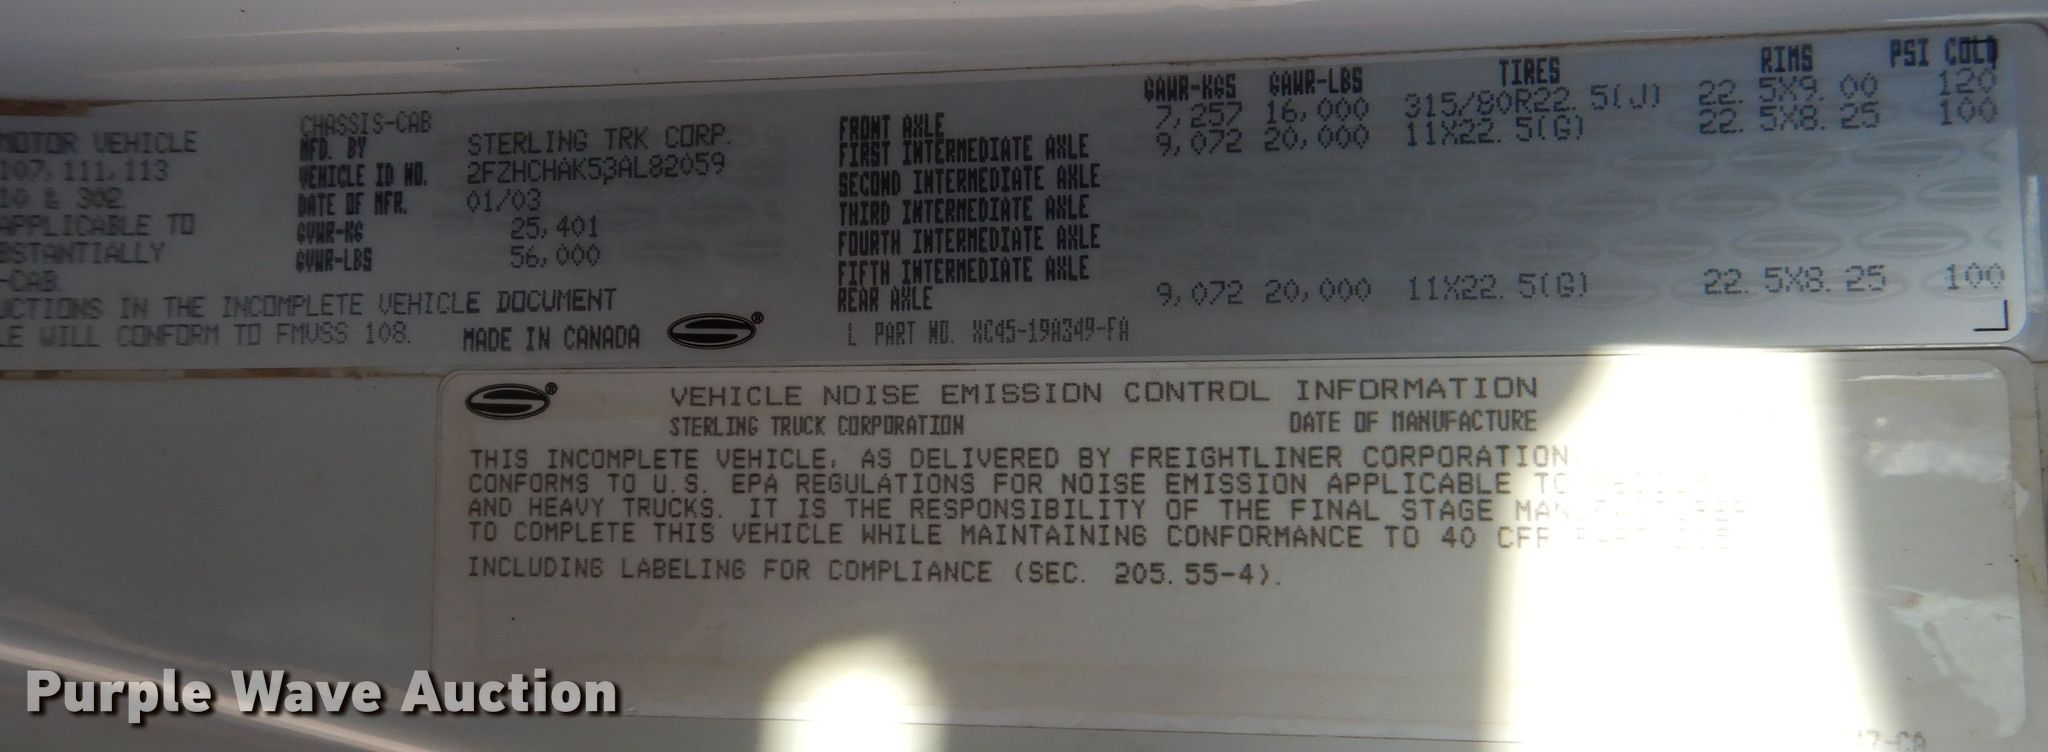 MOTOR VEHICLE
107, 111, 113
10 & 302
APPLICABLE TO
BSTANTIALLY
-CAB.
UCTIONS IN THE INCOMPLETE VEHICLE DOCUMENT
LE WILL CONFORM TO FMVSS 108.
CHASSIS-CAB
MFD. BY STERLING TRK CORP.
VEHICLE ID NO. 2FZHCHAK53AL82059
DATE OF MFR. 01/03
GVWR-KG 25,401
GVWR-LBS 56,000
MADE IN CANADA ®
GAWR-KGS GAWR-LBS TIRES RIMS PSI COLD
FRONT AXLE 7,257 16,000 315/80R22.5(J) 22.5X9.00 120
FIRST INTERMEDIATE AXLE 9,072 20,000 11X22.5(G) 22.5X8.25 100
SECOND INTERMEDIATE AXLE
THIRD INTERMEDIATE AXLE
FOURTH INTERMEDIATE AXLE
FIFTH INTERMEDIATE AXLE
REAR AXLE 9,072 20,000 11X22.5(G) 22.5X8.25 100
L PART NO. XC45-19A349-FA
® VEHICLE NOISE EMISSION CONTROL INFORMATION
STERLING TRUCK CORPORATION DATE OF MANUFACTURE
THIS INCOMPLETE VEHICLE, AS DELIVERED BY FREIGHTLINER CORPORATION
CONFORMS TO U.S. EPA REGULATIONS FOR NOISE EMISSION APPLICABLE TO
AND HEAVY TRUCKS. IT IS THE RESPONSIBILITY OF THE FINAL STAGE
TO COMPLETE THIS VEHICLE WHILE MAINTAINING CONFORMANCE TO 40 CFR
INCLUDING LABELING FOR COMPLIANCE (SEC. 205.55-4).
Purple Wave Auction